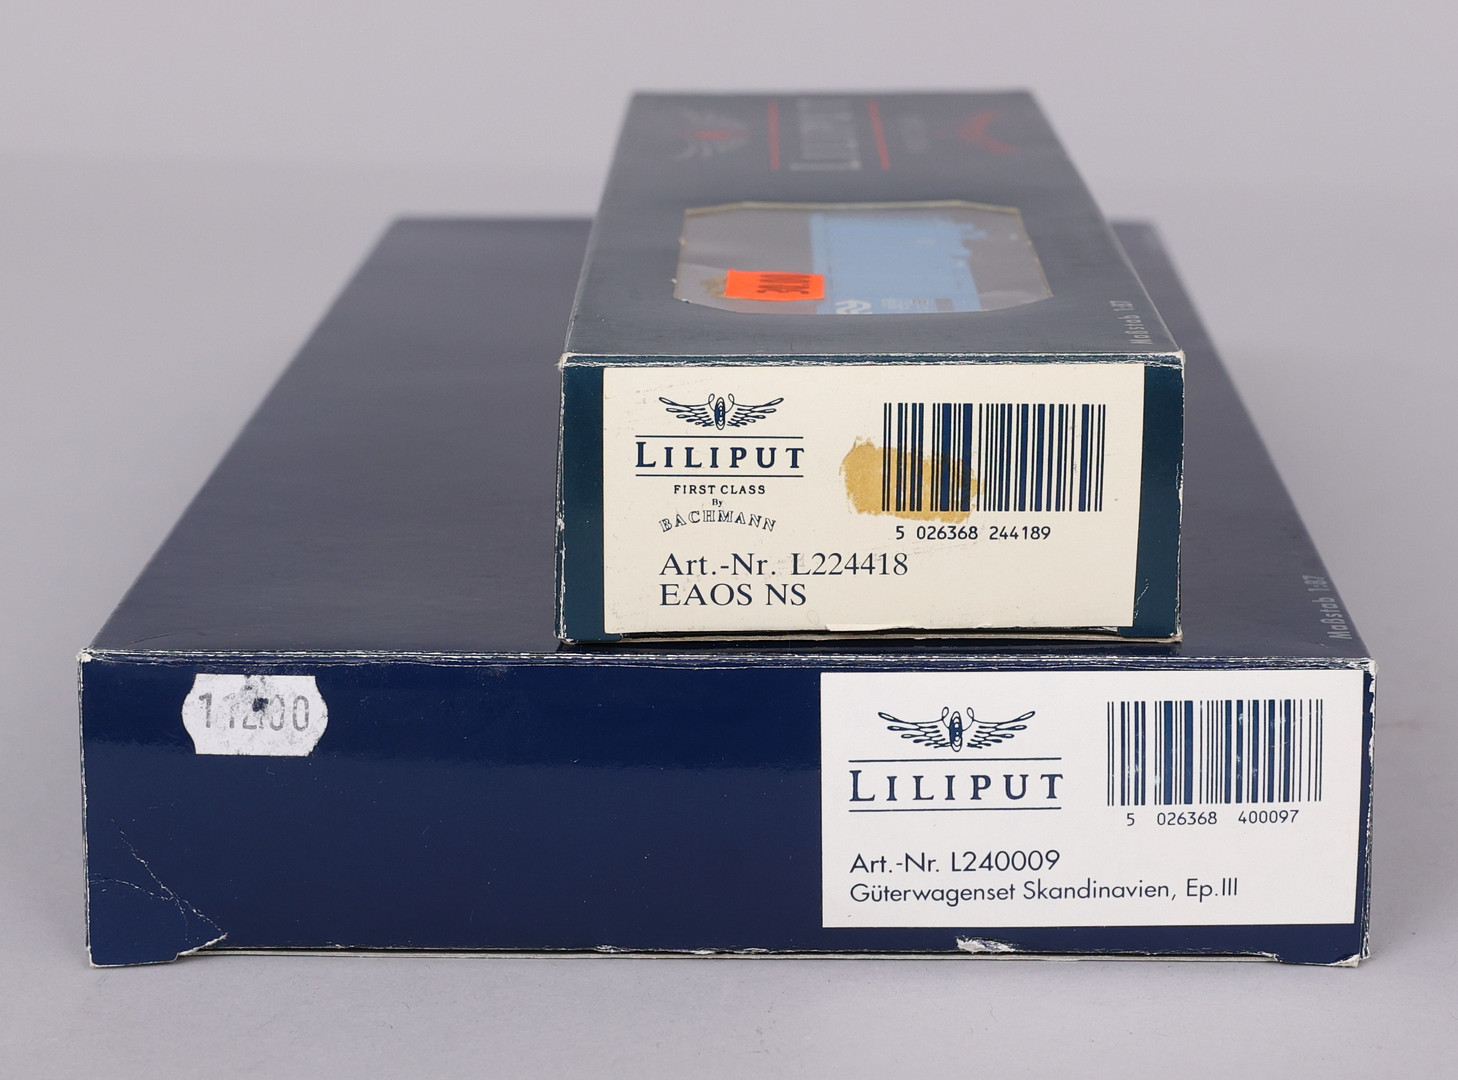 LILIPUT
Maßstab 1:87
LILIPUT
FIRST CLASS
By
BACHMANN
5 026368 244189
Art.-Nr. L224418
EAOS NS
Maßstab 1:87
LILIPUT
5 026368 400097
Art.-Nr. L240009
Güterwagenset Skandinavien, Ep.III